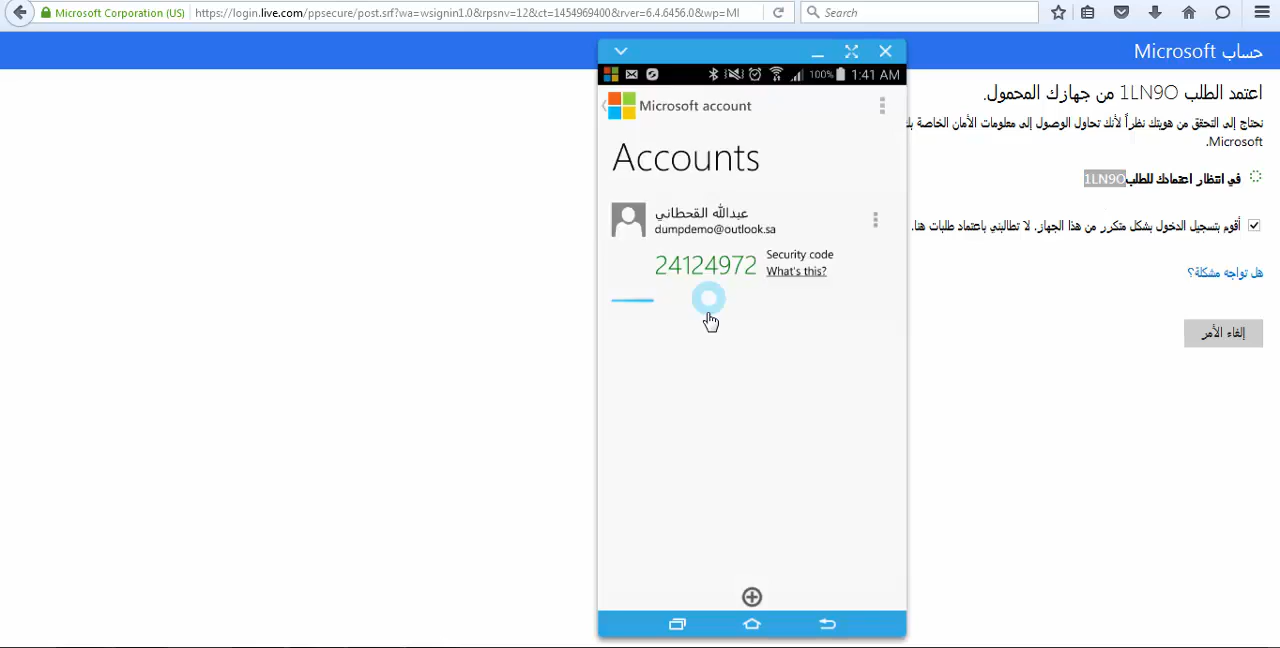 Microsoft Corporation (US)
https://login.live.com/ppsecure/post.srf?wa=wsignin1.0&rpsnv=12&ct=1454969400&rver=6.4.6456.0&wp=MI
Search
حساب Microsoft
100% 1:41 AM
Microsoft account
Accounts
عبدالله القحطاني
dumpdemo@outlook.sa
24124972
Security code
What's this?
اعتمد الطلب 1LN9O من جهازك المحمول.
نحتاج إلى التحقق من هويتك نظراً لأنك تحاول الوصول إلى معلومات الأمان الخاصة
Microsoft.
في انتظار اعتمادك للطلب1LN9O
أقوم بتسجيل الدخول بشكل متكرر من هذا الجهاز. لا تطالبني باعتماد طلبات هنا.
هل تواجه مشكلة؟
إلغاء الأمر